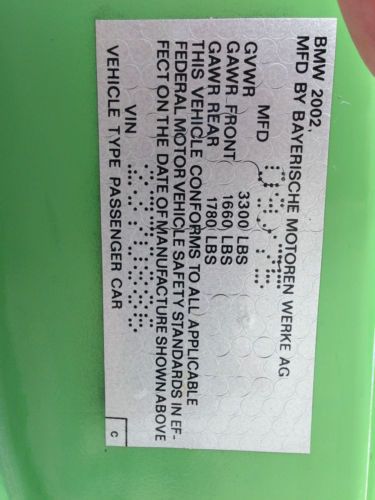 BMW 2002,
MFD BY BAYERISCHE MOTOREN WERKE AG
MFD
GVWR 3300 LBS
GAWR FRONT 1660 LBS
GAWR REAR 1780 LBS
THIS VEHICLE CONFORMS TO ALL APPLICABLE
FEDERAL MOTOR VEHICLE SAFETY STANDARDS IN EF-
FECT ON THE DATE OF MANUFACTURE SHOWN ABOVE
VIN
VEHICLE TYPE PASSENGER CAR
C